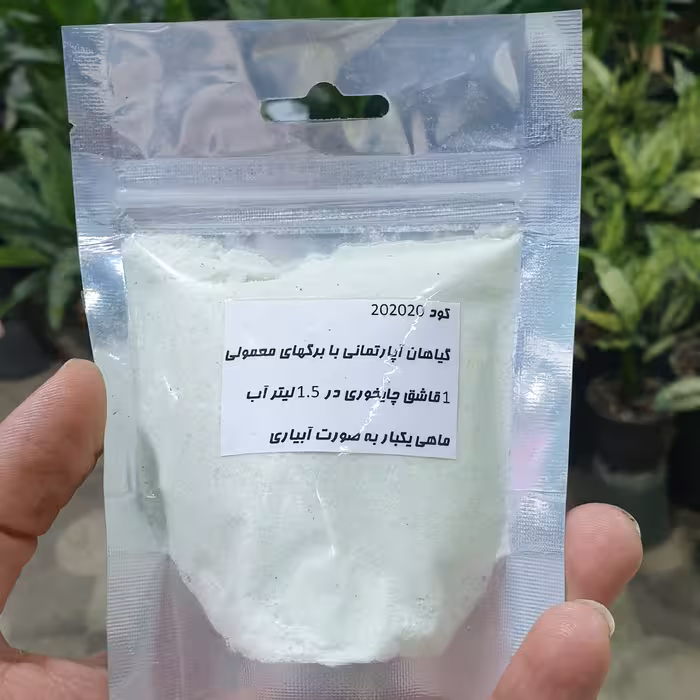 کود 202020
گیاهان آپارتمانی با برگهای معمولی
1 قاشق چایخوری در 1.5 لیتر آب
ماهی یکبار به صورت آبیاری